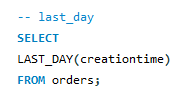 -- last_day
SELECT
LAST_DAY(creationtime)
FROM orders;